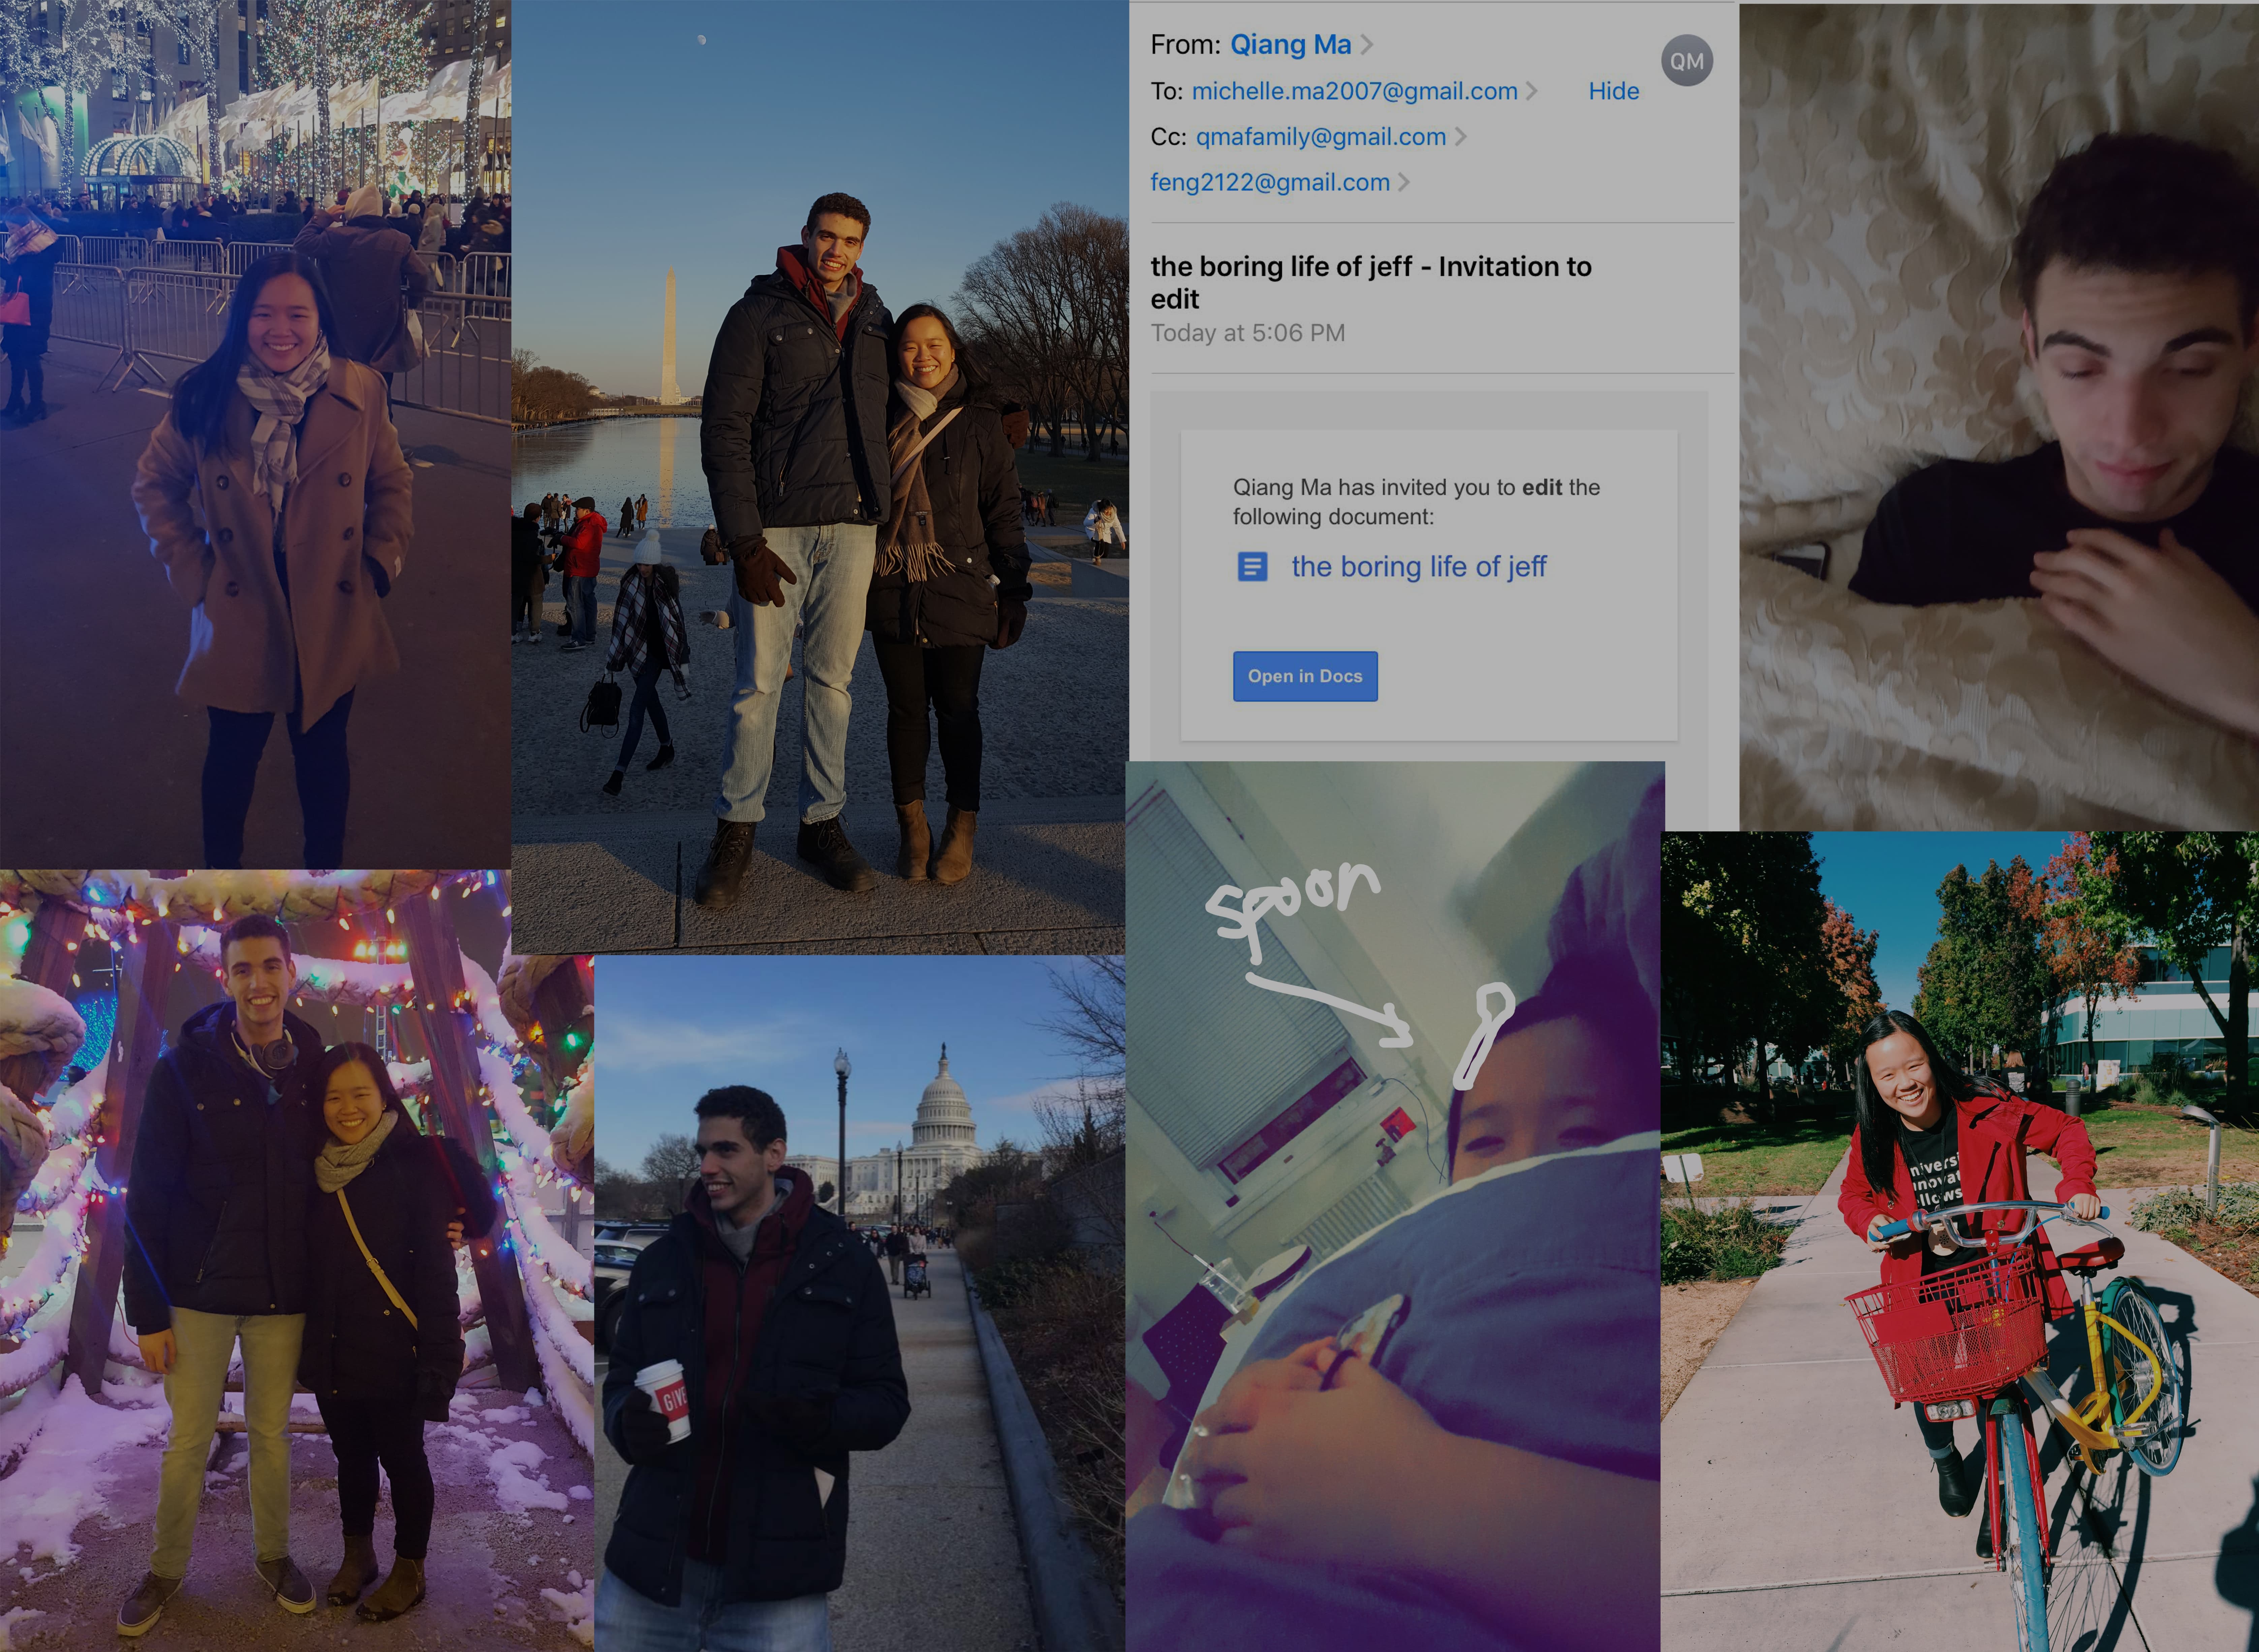 From: Qiang Ma
QM
To: michelle.ma2007@gmail.com
Hide
Cc: qmafamily@gmail.com
feng2122@gmail.com
the boring life of jeff - Invitation to
edit
Today at 5:06 PM
Qiang Ma has invited you to edit the
following document:
the boring life of jeff
Open in Docs
spoon
GIVE